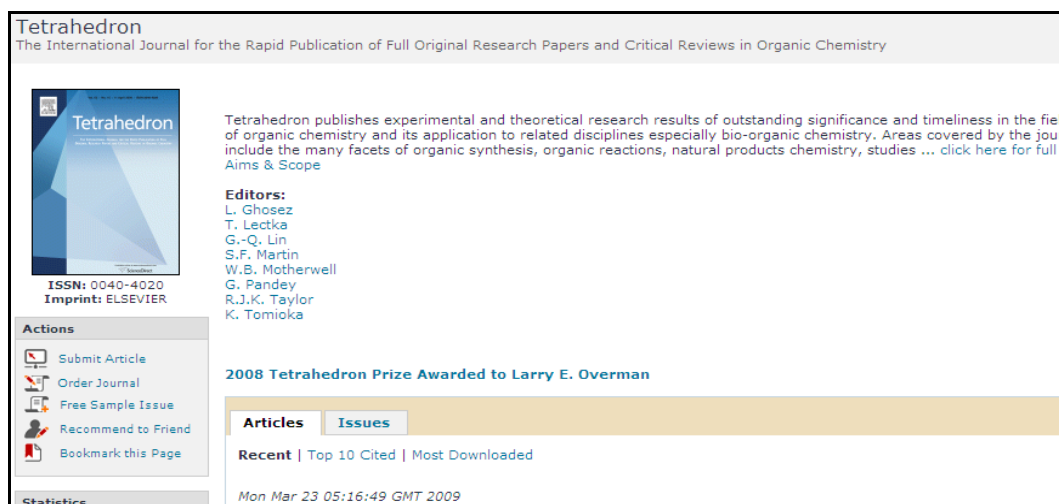 Tetrahedron
The International Journal for the Rapid Publication of Full Original Research Papers and Critical Reviews in Organic Chemistry
Tetrahedron
ISSN: 0040-4020
Imprint: ELSEVIER
Actions
Submit Article
Order Journal
Free Sample Issue
Recommend to Friend
Bookmark this Page
Statistics
Tetrahedron publishes experimental and theoretical research results of outstanding significance and timeliness in the fie
of organic chemistry and its application to related disciplines especially bio-organic chemistry. Areas covered by the jou
include the many facets of organic synthesis, organic reactions, natural products chemistry, studies ... click here for full
Aims & Scope
Editors:
L. Ghosez
T. Lectka
G.-Q. Lin
S.F. Martin
W.B. Motherwell
G. Pandey
R.J.K. Taylor
K. Tomioka
2008 Tetrahedron Prize Awarded to Larry E. Overman
Articles Issues
Recent | Top 10 Cited | Most Downloaded
Mon Mar 23 05:16:49 GMT 2009